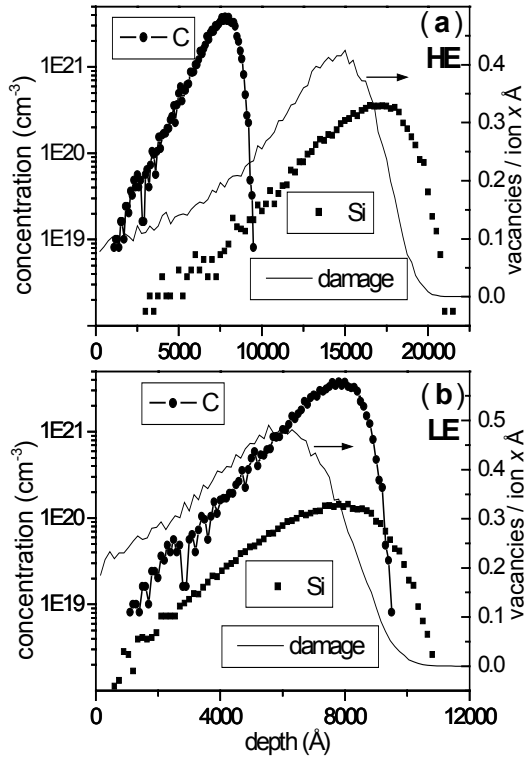 (a)
HE
C
Si
damage
concentration (cm⁻³)
1E21
1E20
1E19
vacancies / ion x Å
0.4
0.3
0.2
0.1
0.0
0 5000 10000 15000 20000
(b)
LE
C
Si
damage
concentration (cm⁻³)
1E21
1E20
1E19
vacancies / ion x Å
0.5
0.4
0.3
0.2
0.1
0.0
0 4000 8000 12000
depth (Å)